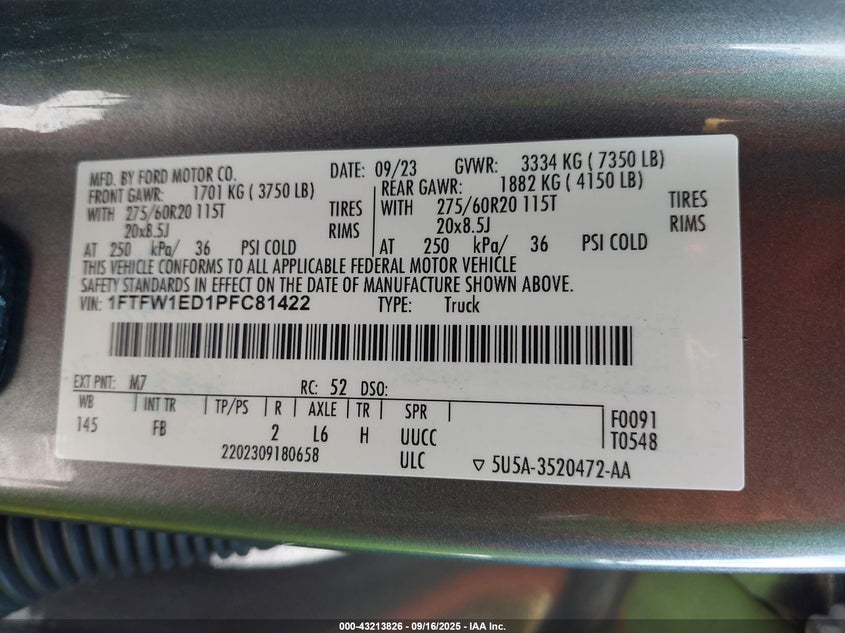 MFD. BY FORD MOTOR CO.
DATE: 09/23 GVWR: 3334 KG ( 7350 LB)
FRONT GAWR: 1701 KG ( 3750 LB)
WITH 275/60R20 115T TIRES
20x8.5J RIMS
AT 250 kPa/ 36 PSI COLD
REAR GAWR: 1882 KG ( 4150 LB)
WITH 275/60R20 115T TIRES
20x8.5J RIMS
AT 250 kPa/ 36 PSI COLD
THIS VEHICLE CONFORMS TO ALL APPLICABLE FEDERAL MOTOR VEHICLE
SAFETY STANDARDS IN EFFECT ON THE DATE OF MANUFACTURE SHOWN ABOVE.
VIN: 1FTFW1ED1PFC81422 TYPE: Truck
EXT PNT: M7 RC: 52 DSO:
WB INT TR TP/PS R AXLE TR SPR
145 FB 2 L6 H UUCC
2202309180658 ULC
F0091
T0548
▽ 5U5A-3520472-AA
000-43213826 - 09/16/2025 - IAA Inc.